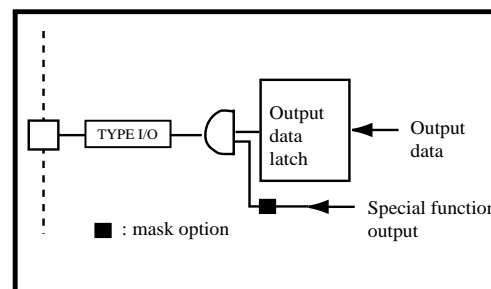 TYPE I/O
Output
data
latch
Output
data
Special function
output
: mask option